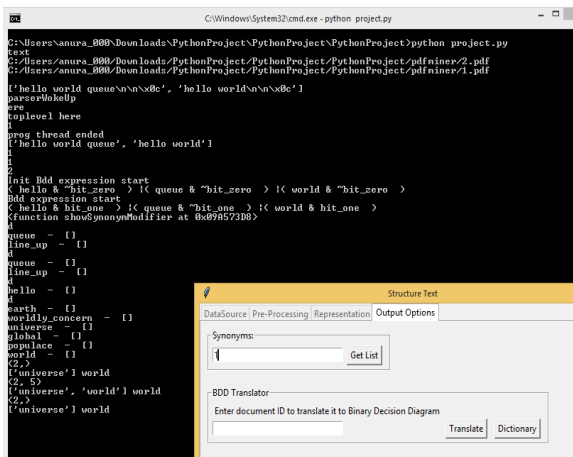 C:\Windows\System32\cmd.exe - python project.py
C:\Users\anura_000\Downloads\PythonProject\PythonProject\PythonProject>python project.py
text
C:/Users/anura_000/Downloads/PythonProject/PythonProject/PythonProject/pdfminer/2.pdf
C:/Users/anura_000/Downloads/PythonProject/PythonProject/PythonProject/pdfminer/1.pdf
['hello world queue\n\n\x0c', 'hello world\n\n\x0c']
parserWokeUp
ere
toplevel here
1
prog thread ended
['hello world queue', 'hello world']
1
1
2
Init Bdd expression start
( hello & ~bit_zero ) |( queue & ~bit_zero ) |( world & ~bit_zero )
Bdd expression start
( hello & bit_one ) |( queue & ~bit_one ) |( world & bit_one )
<function showSynonymModifier at 0x09A573D8>
d
queue - []
line_up - []
d
queue - []
line_up - []
d
hello - []
d
earth - []
worldly_concern - []
universe - []
global - []
populace - []
world - []
(2,)
['universe'] world
(2, 5)
['universe', 'world'] world
(2,)
['universe'] world
Structure Text
DataSource Pre-Processing Representation Output Options
Synonyms:
1 Get List
BDD Translator
Enter document ID to translate it to Binary Decision Diagram
Translate Dictionary